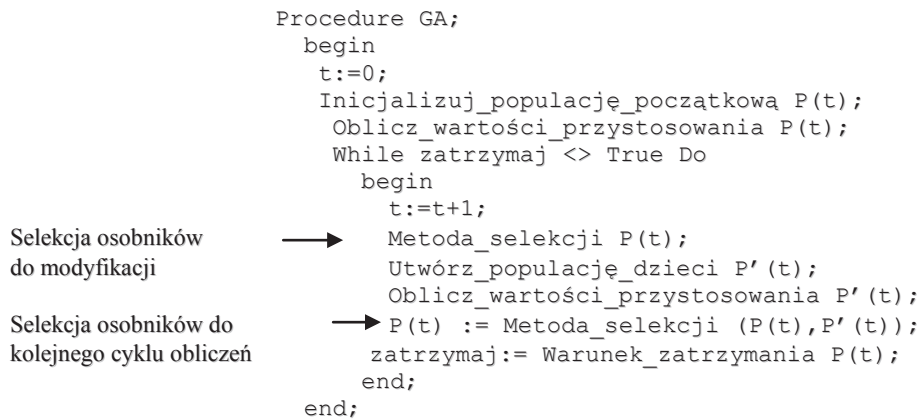 Procedure GA;
begin
t:=0;
Inicjalizuj_populację_początkową P(t);
Oblicz_wartości_przystosowania P(t);
While zatrzymaj <> True Do
begin
t:=t+1;
Selekcja osobników
do modyfikacji
Metoda_selekcji P(t);
Utwórz_populację_dzieci P’(t);
Oblicz_wartości_przystosowania P’(t);
Selekcja osobników do
kolejnego cyklu obliczeń
P(t) := Metoda_selekcji (P(t),P’(t));
zatrzymaj:= Warunek_zatrzymania P(t);
end;
end;